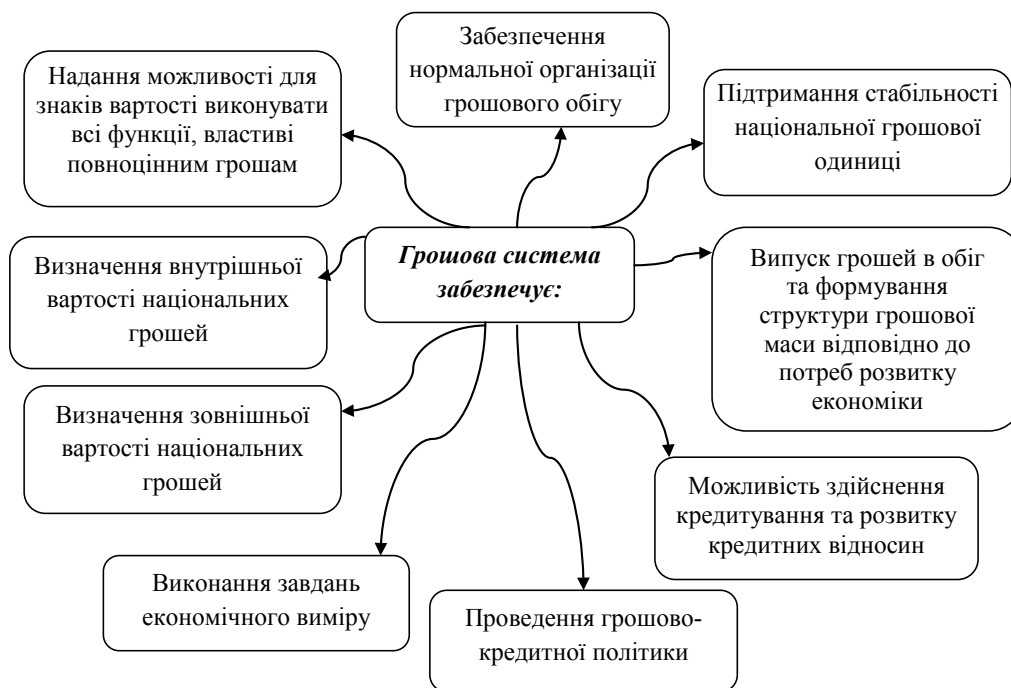 Забезпечення
нормальної організації
грошового обігу
Надання можливості для
знаків вартості виконувати
всі функції, властиві
повноцінним грошам
Підтримання стабільності
національної грошової
одиниці
Грошова система
забезпечує:
Визначення внутрішньої
вартості національних
грошей
Випуск грошей в обіг
та формування
структури грошової
маси відповідно до
потреб розвитку
економіки
Визначення зовнішньої
вартості національних
грошей
Можливість здійснення
кредитування та розвитку
кредитних відносин
Виконання завдань
економічного виміру
Проведення грошово-
кредитної політики